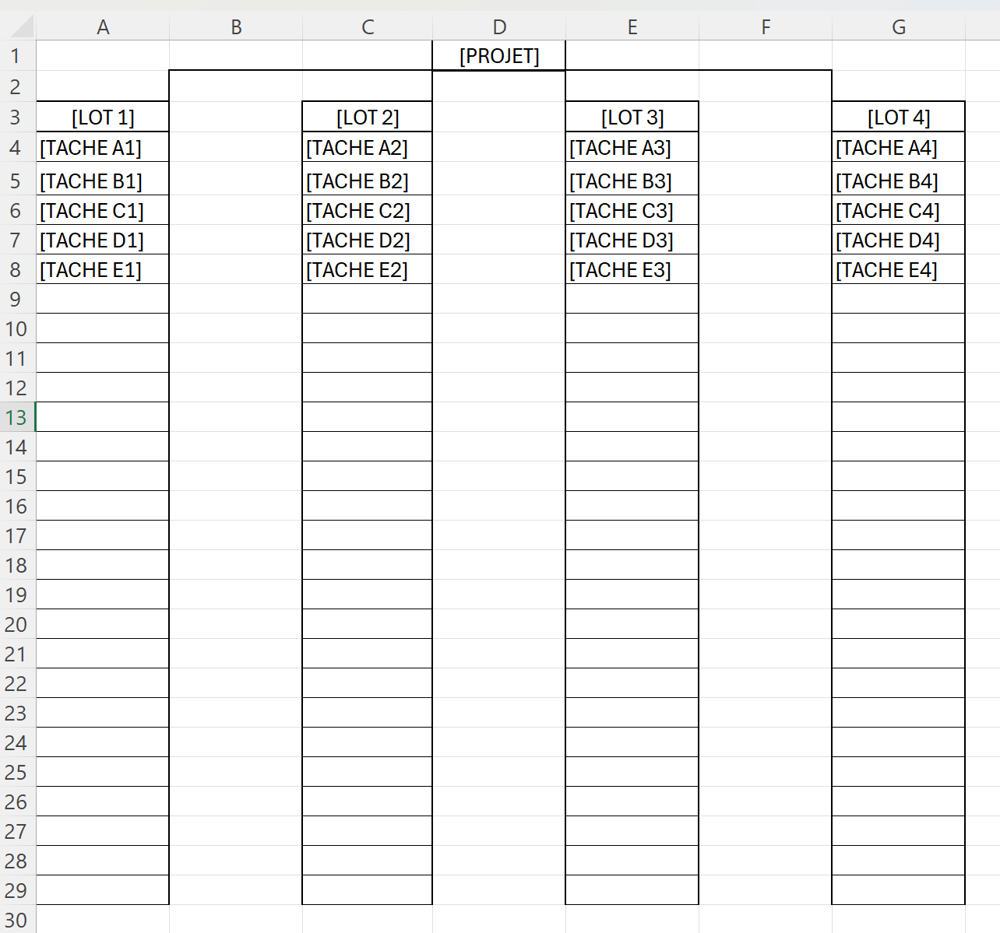 A B C D E F G
1 [PROJET]
2
3 [LOT 1] [LOT 2] [LOT 3] [LOT 4]
4 [TACHE A1] [TACHE A2] [TACHE A3] [TACHE A4]
5 [TACHE B1] [TACHE B2] [TACHE B3] [TACHE B4]
6 [TACHE C1] [TACHE C2] [TACHE C3] [TACHE C4]
7 [TACHE D1] [TACHE D2] [TACHE D3] [TACHE D4]
8 [TACHE E1] [TACHE E2] [TACHE E3] [TACHE E4]
9
10
11
12
13
14
15
16
17
18
19
20
21
22
23
24
25
26
27
28
29
30